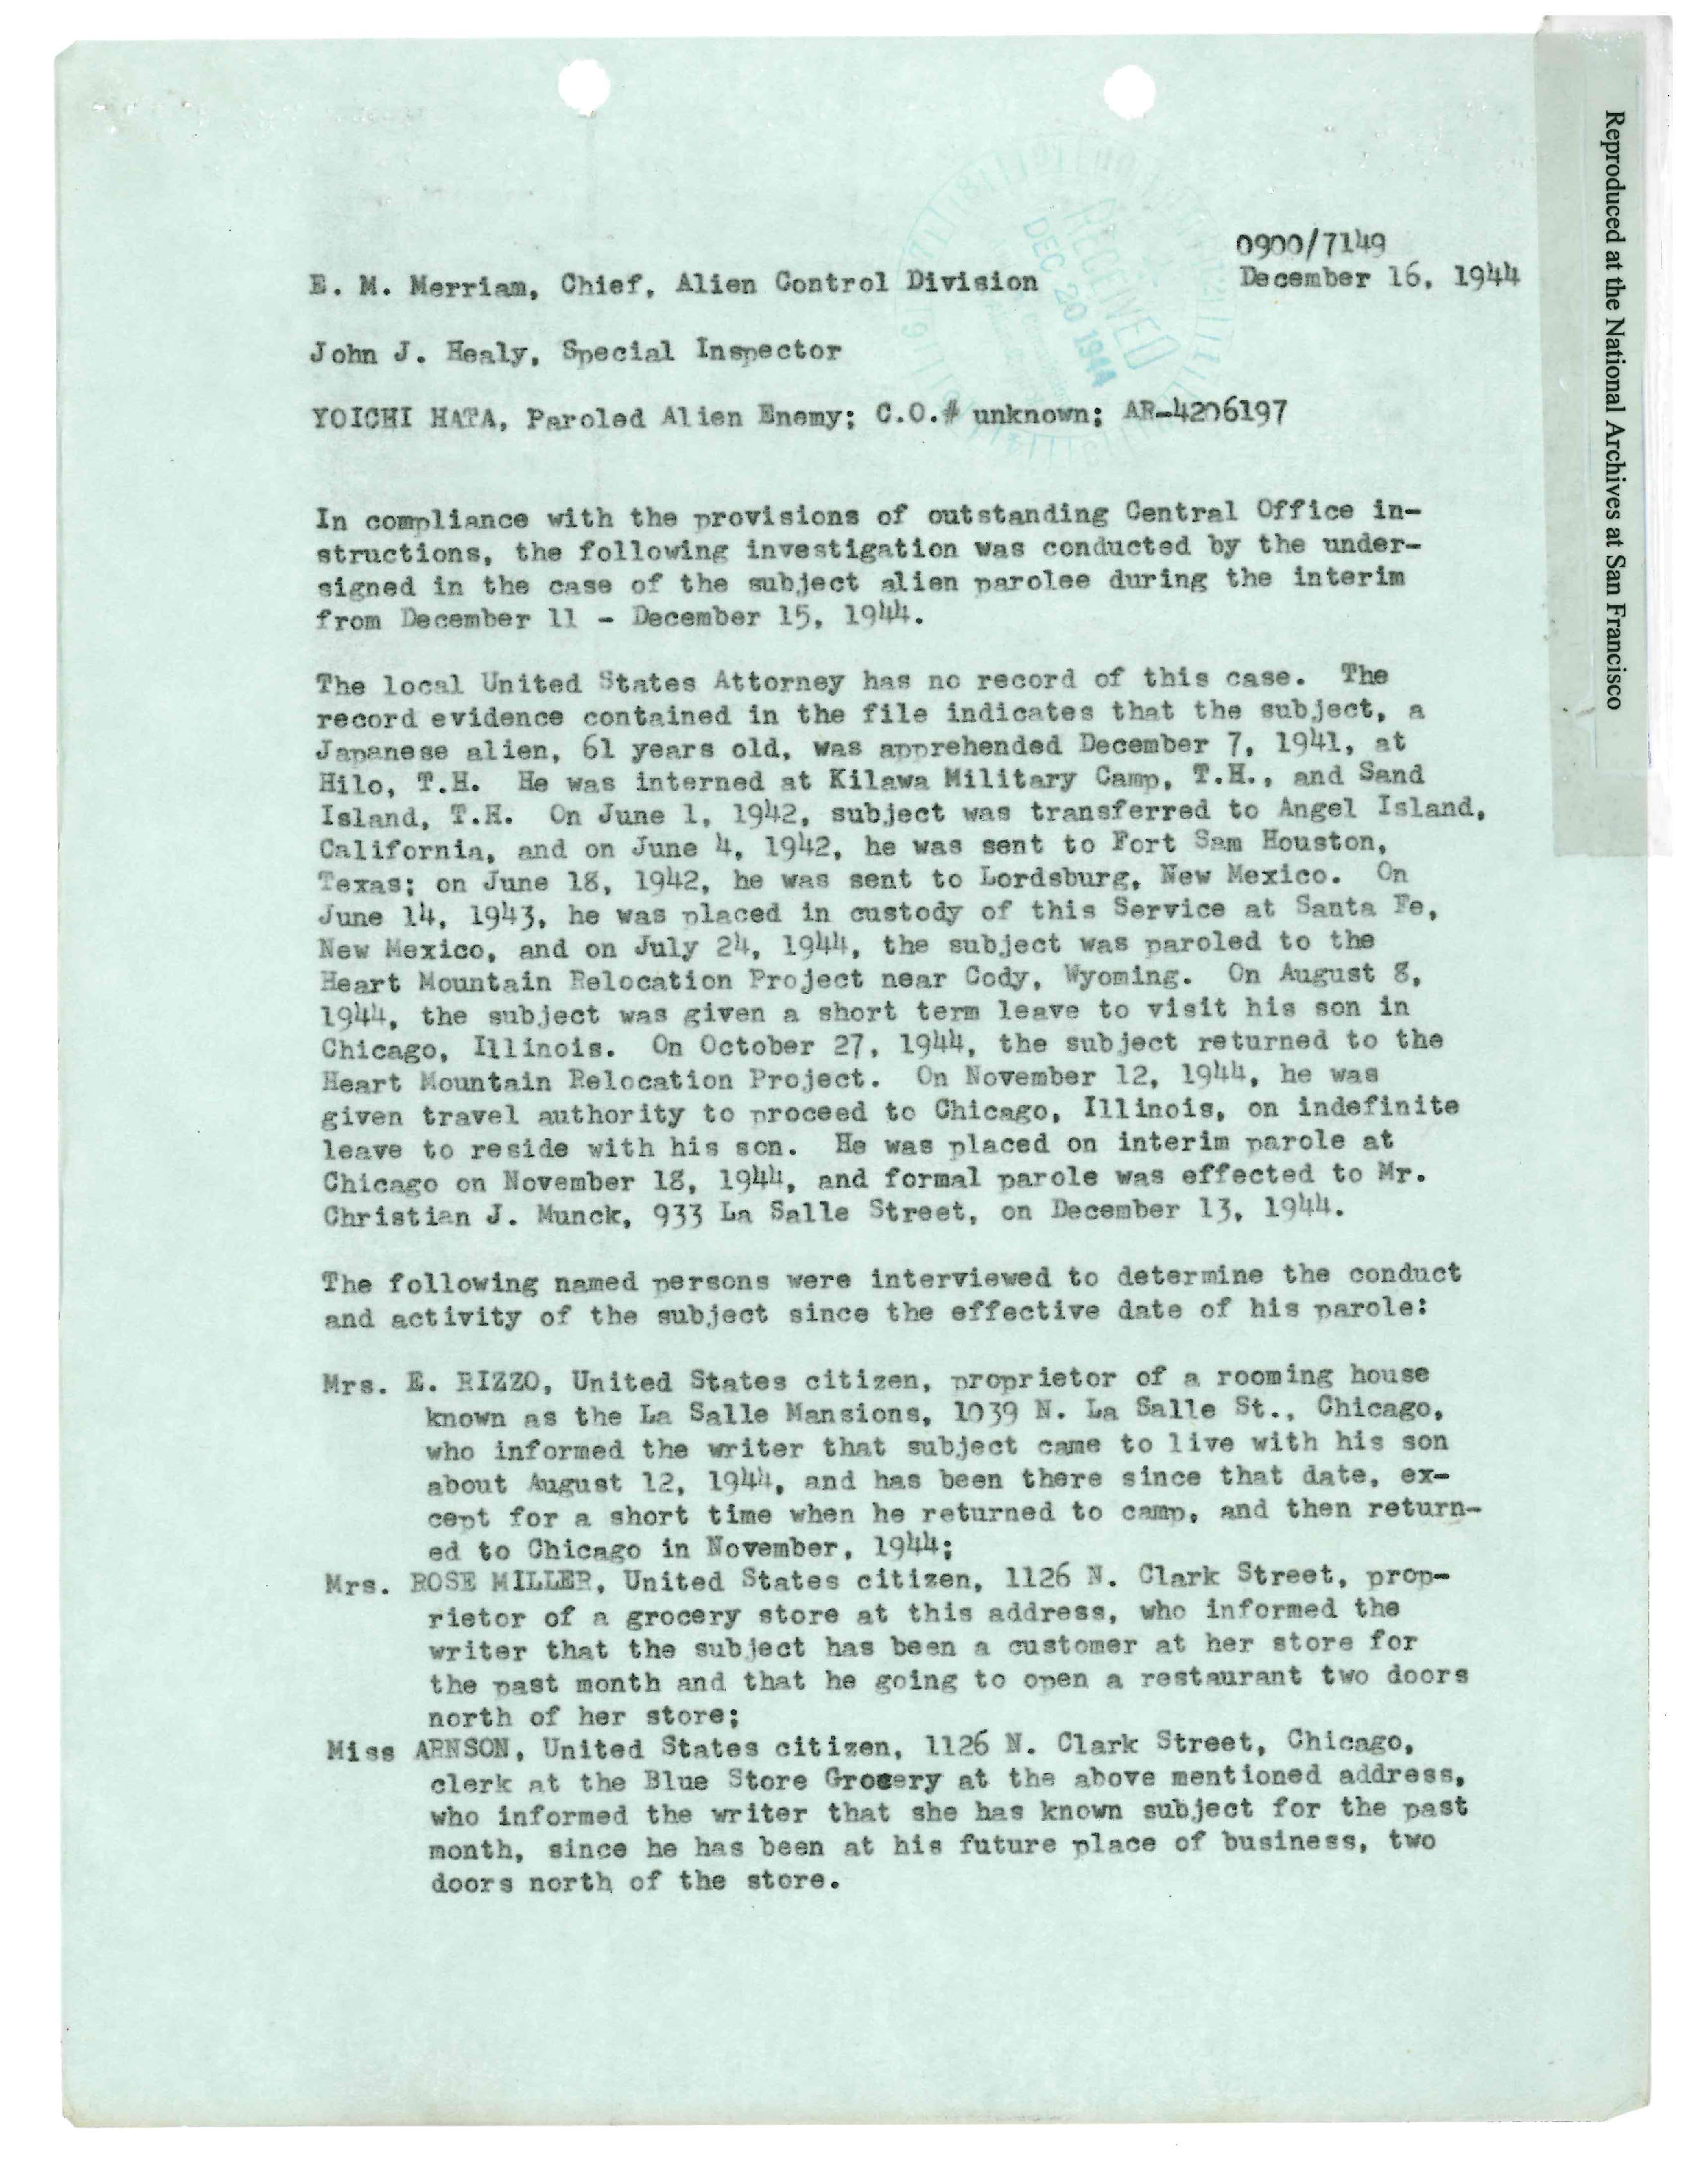 0900/7149
E. M. Merriam, Chief, Alien Control Division
December 16, 1944
RECEIVED
DEC 20 1944
John J. Healy, Special Inspector
YOICHI HATA, Paroled Alien Enemy; C.O.# unknown; AR-4206197
In compliance with the provisions of outstanding Central Office in-
structions, the following investigation was conducted by the under-
signed in the case of the subject alien parolee during the interim
from December 11 - December 15, 1944.
The local United States Attorney has no record of this case. The
record evidence contained in the file indicates that the subject, a
Japanese alien, 61 years old, was apprehended December 7, 1941, at
Hilo, T.H. He was interned at Kilawa Military Camp, T.H., and Sand
Island, T.H. On June 1, 1942, subject was transferred to Angel Island,
California, and on June 4, 1942, he was sent to Fort Sam Houston,
Texas; on June 18, 1942, he was sent to Lordsburg, New Mexico. On
June 14, 1943, he was placed in custody of this Service at Santa Fe,
New Mexico, and on July 24, 1944, the subject was paroled to the
Heart Mountain Relocation Project near Cody, Wyoming. On August 8,
1944, the subject was given a short term leave to visit his son in
Chicago, Illinois. On October 27, 1944, the subject returned to the
Heart Mountain Relocation Project. On November 12, 1944, he was
given travel authority to proceed to Chicago, Illinois, on indefinite
leave to reside with his son. He was placed on interim parole at
Chicago on November 18, 1944, and formal parole was effected to Mr.
Christian J. Munck, 933 La Salle Street, on December 13, 1944.
The following named persons were interviewed to determine the conduct
and activity of the subject since the effective date of his parole:
Mrs. E. RIZZO, United States citizen, proprietor of a rooming house
known as the La Salle Mansions, 1039 N. La Salle St., Chicago,
who informed the writer that subject came to live with his son
about August 12, 1944, and has been there since that date, ex-
cept for a short time when he returned to camp, and then return-
ed to Chicago in November, 1944;
Mrs. ROSE MILLER, United States citizen, 1126 N. Clark Street, prop-
rietor of a grocery store at this address, who informed the
writer that the subject has been a customer at her store for
the past month and that he going to open a restaurant two doors
north of her store;
Miss ARNSON, United States citizen, 1126 N. Clark Street, Chicago,
clerk at the Blue Store Grocery at the above mentioned address,
who informed the writer that she has known subject for the past
month, since he has been at his future place of business, two
doors north of the store.
Reproduced at the National Archives at San Francisco